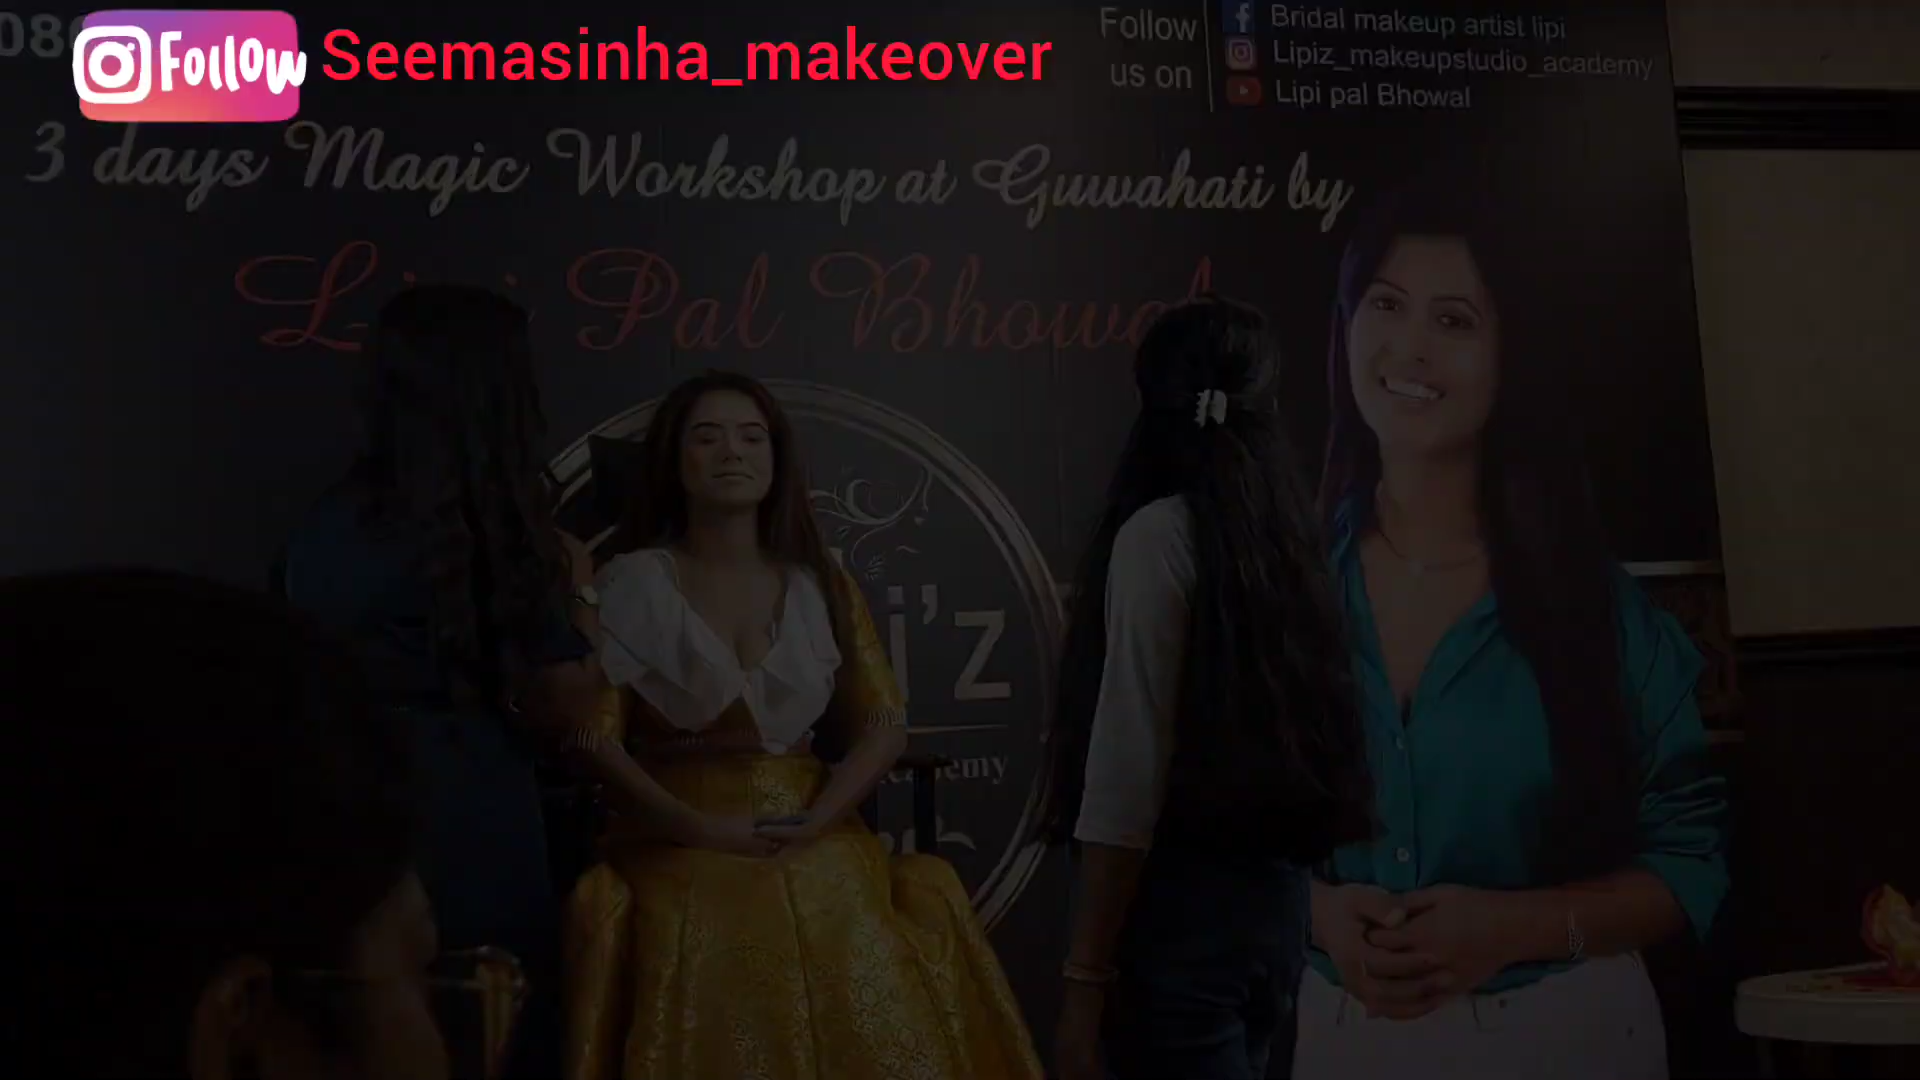 Follow
Seemasinha_makeover
Follow us on
Bridal makeup artist lipi
Lipiz_makeupstudio_academy
Lipi pal Bhowal
3 days Magic Workshop at Guwahati by
Pal
i'z